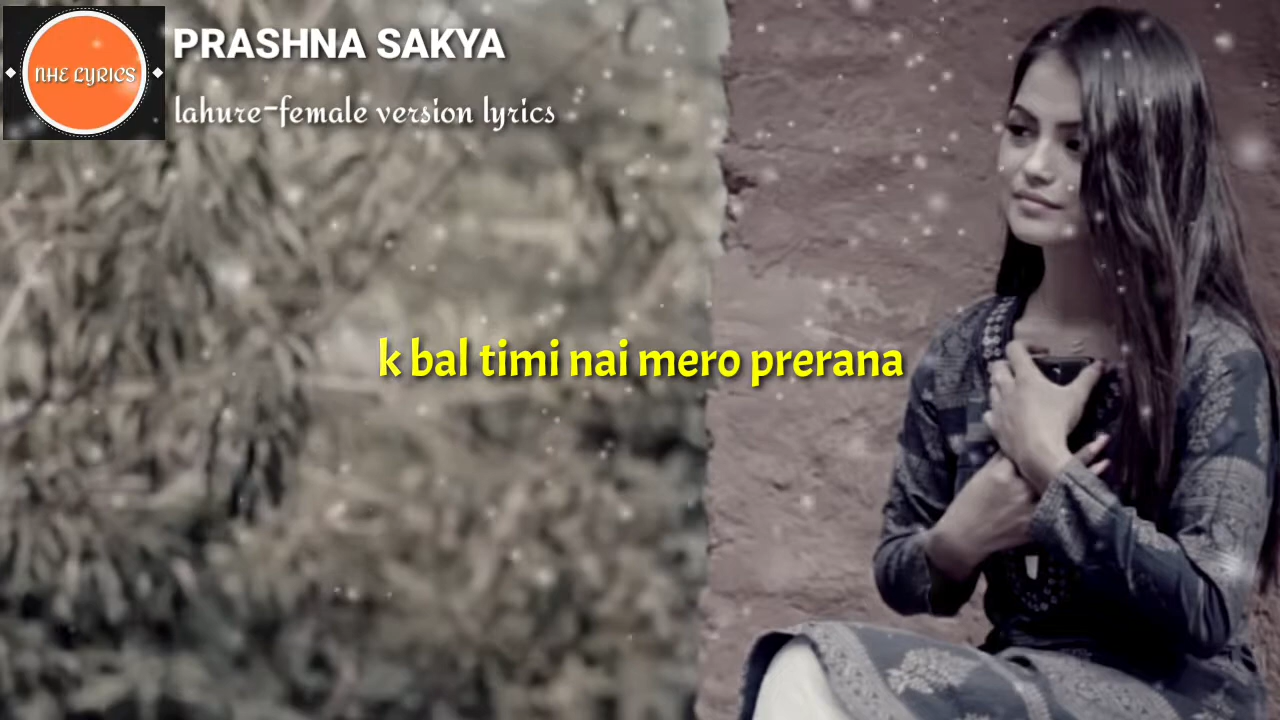 NHE LYRICS
PRASHNA SAKYA
lahure-female version lyrics
k bal timi nai mero prerana